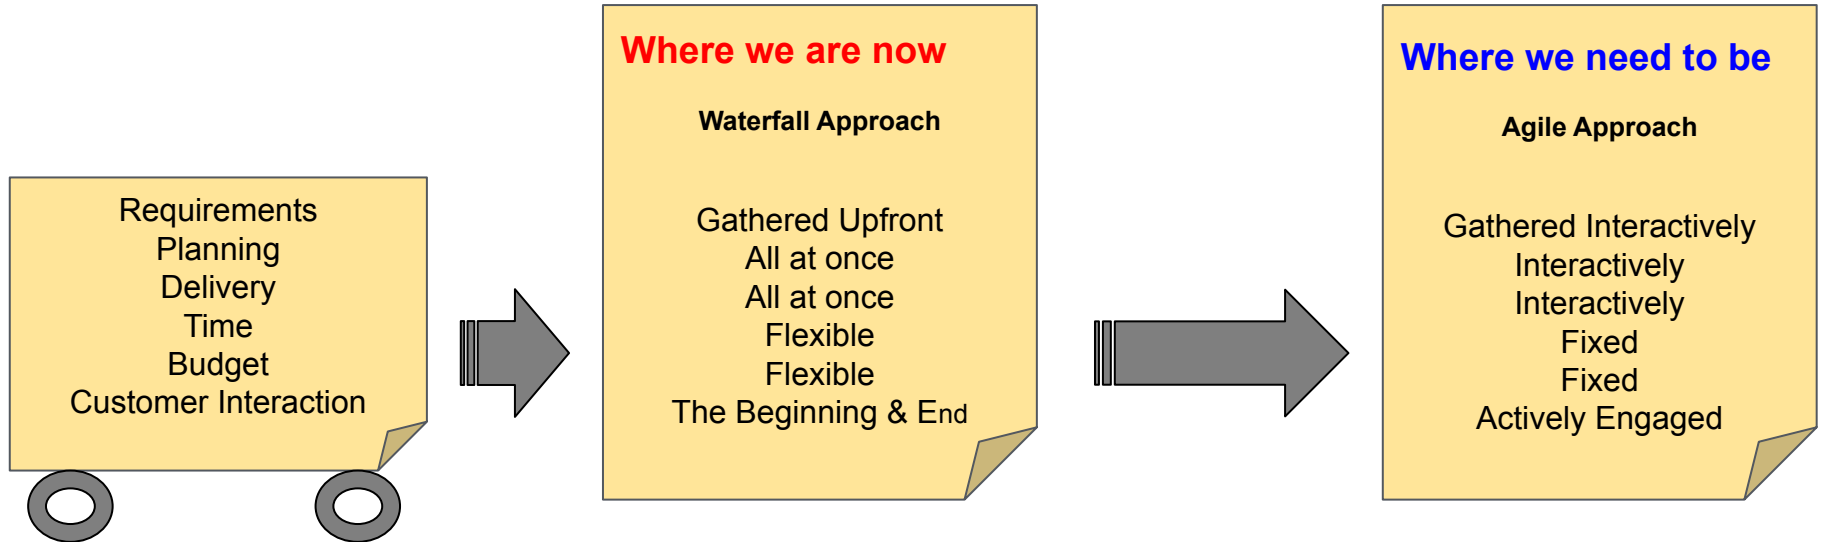 Requirements
Planning
Delivery
Time
Budget
Customer Interaction
Where we are now
Waterfall Approach
Gathered Upfront
All at once
All at once
Flexible
Flexible
The Beginning & End
Where we need to be
Agile Approach
Gathered Interactively
Interactively
Interactively
Fixed
Fixed
Actively Engaged